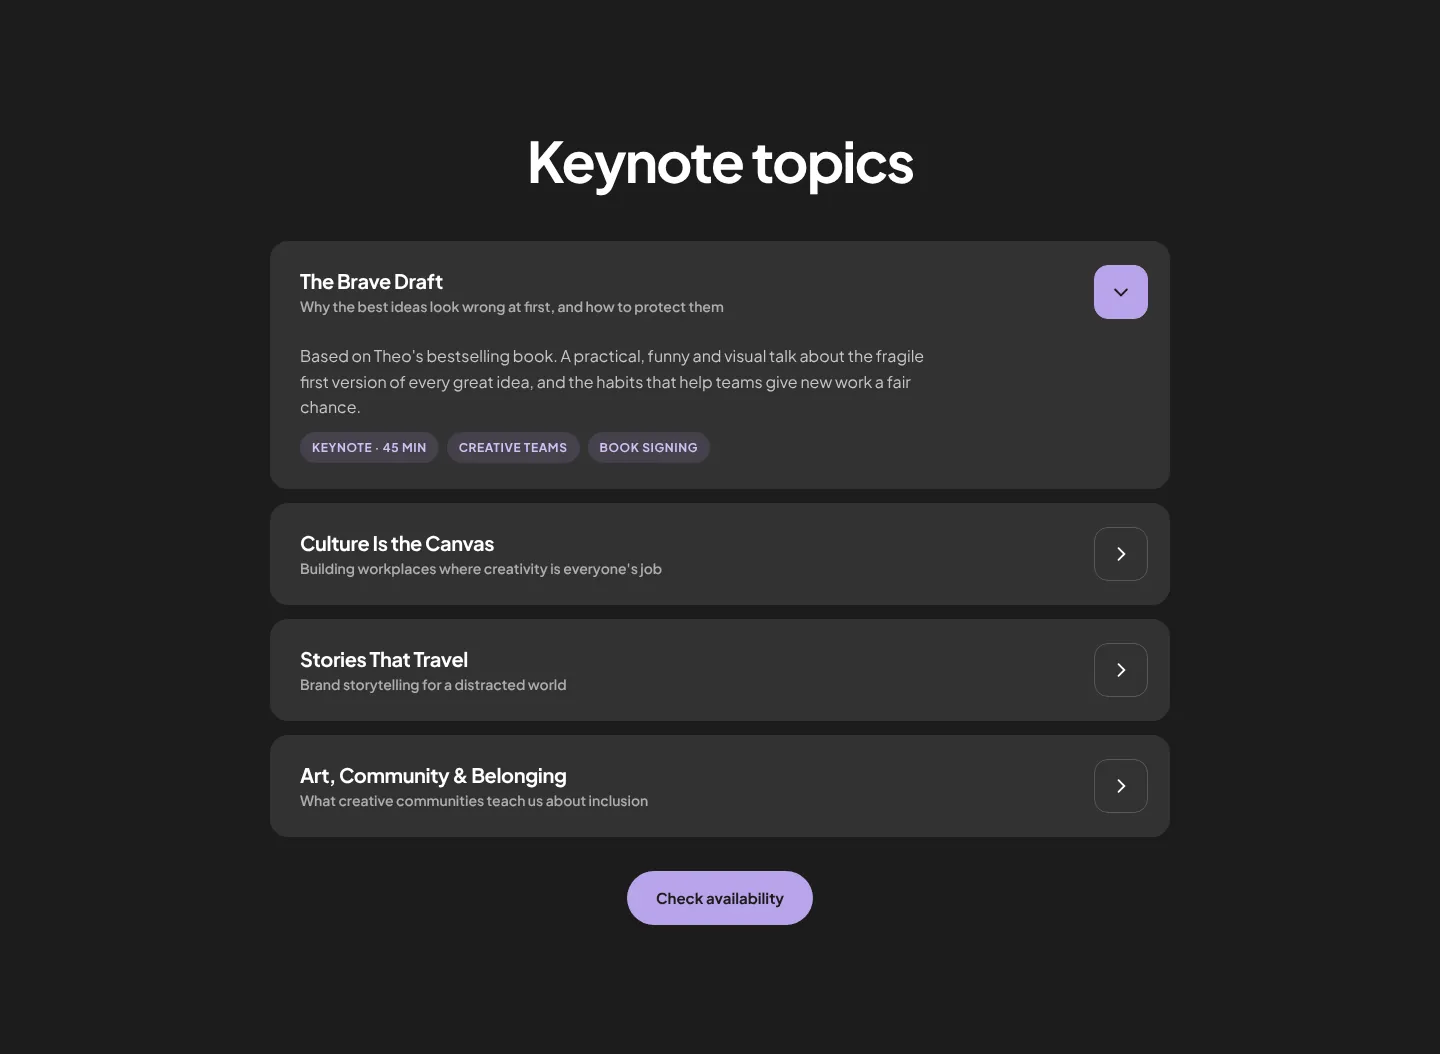 Keynote topics
The Brave Draft
Why the best ideas look wrong at first, and how to protect them
Based on Theo's bestselling book. A practical, funny and visual talk about the fragile
first version of every great idea, and the habits that help teams give new work a fair
chance.
KEYNOTE · 45 MIN CREATIVE TEAMS BOOK SIGNING
Culture Is the Canvas
Building workplaces where creativity is everyone's job
Stories That Travel
Brand storytelling for a distracted world
Art, Community & Belonging
What creative communities teach us about inclusion
Check availability